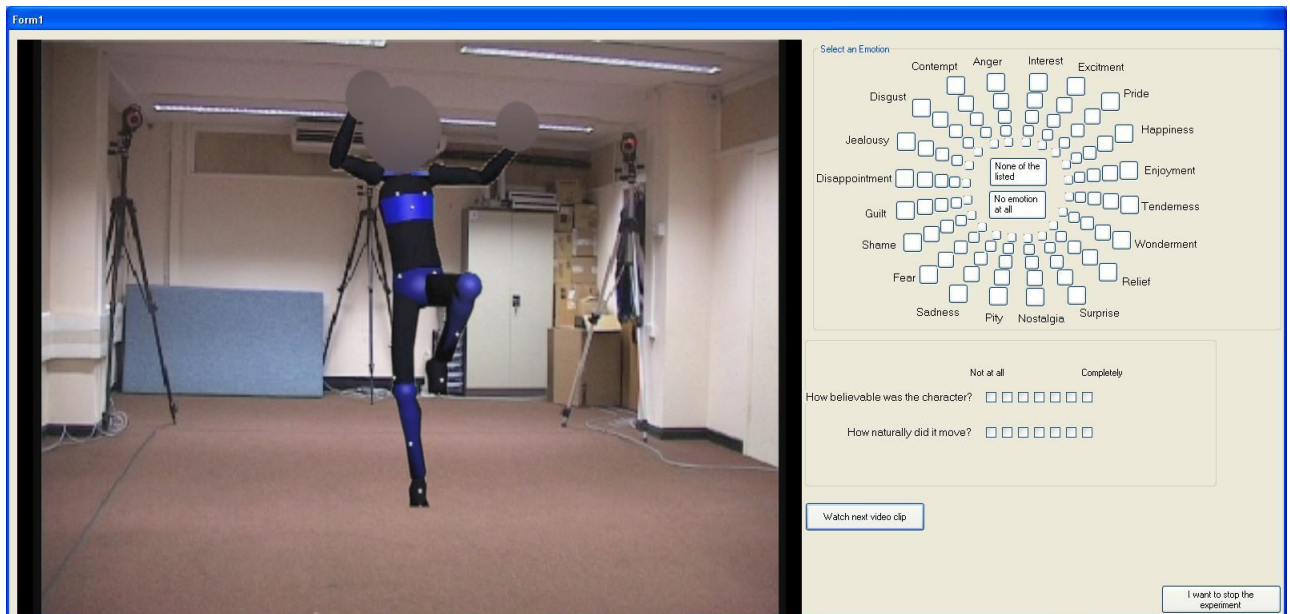 Form1
Select an Emotion
Contempt
Anger
Interest
Excitment
Disgust
Pride
Jealousy
Happiness
Disappointment
Enjoyment
None of the
listed
Guilt
Tenderness
No emotion
at all
Shame
Wonderment
Fear
Relief
Sadness
Pity
Nostalgia
Surprise
Not at all
Completely
How believable was the character?
How naturally did it move?
Watch next video clip
I want to stop the
experiment